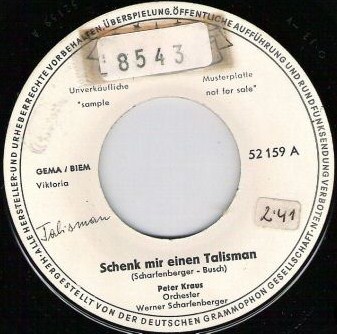 ALLE HERSTELLER- UND URHEBERRECHTE VORBEHALTEN. ÜBERSPIELUNG, ÖFFENTLICHE AUFFÜHRUNG UND RUNDFUNKSENDUNG VERBOTEN.
HERGESTELLT VON DER DEUTSCHEN GRAMMOPHON GESELLSCHAFT
8543
Unverkäufliche Musterplatte
"sample not for sale"
GEMA / BIEM
52 159 A
Viktoria
Talisman
2'41
Schenk mir einen Talisman
(Scharfenberger - Busch)
Peter Kraus
Orchester
Werner Scharfenberger